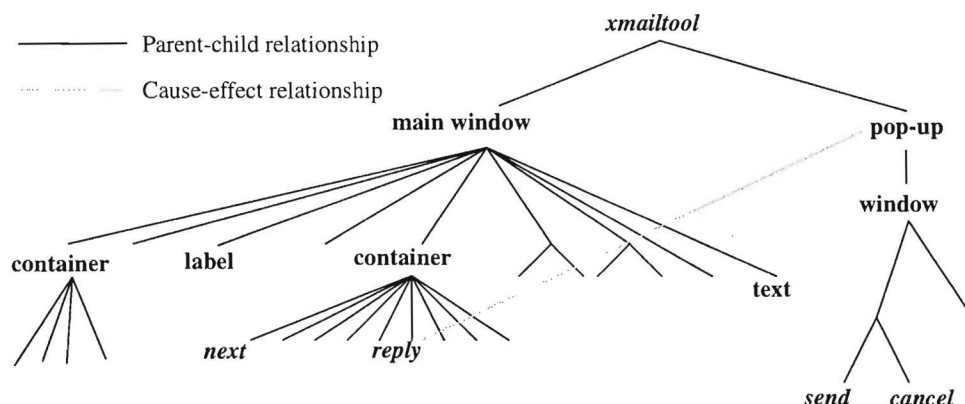 xmailtool
Parent-child relationship
Cause-effect relationship
main window
pop-up
window
container
label
container
text
next
reply
send
cancel